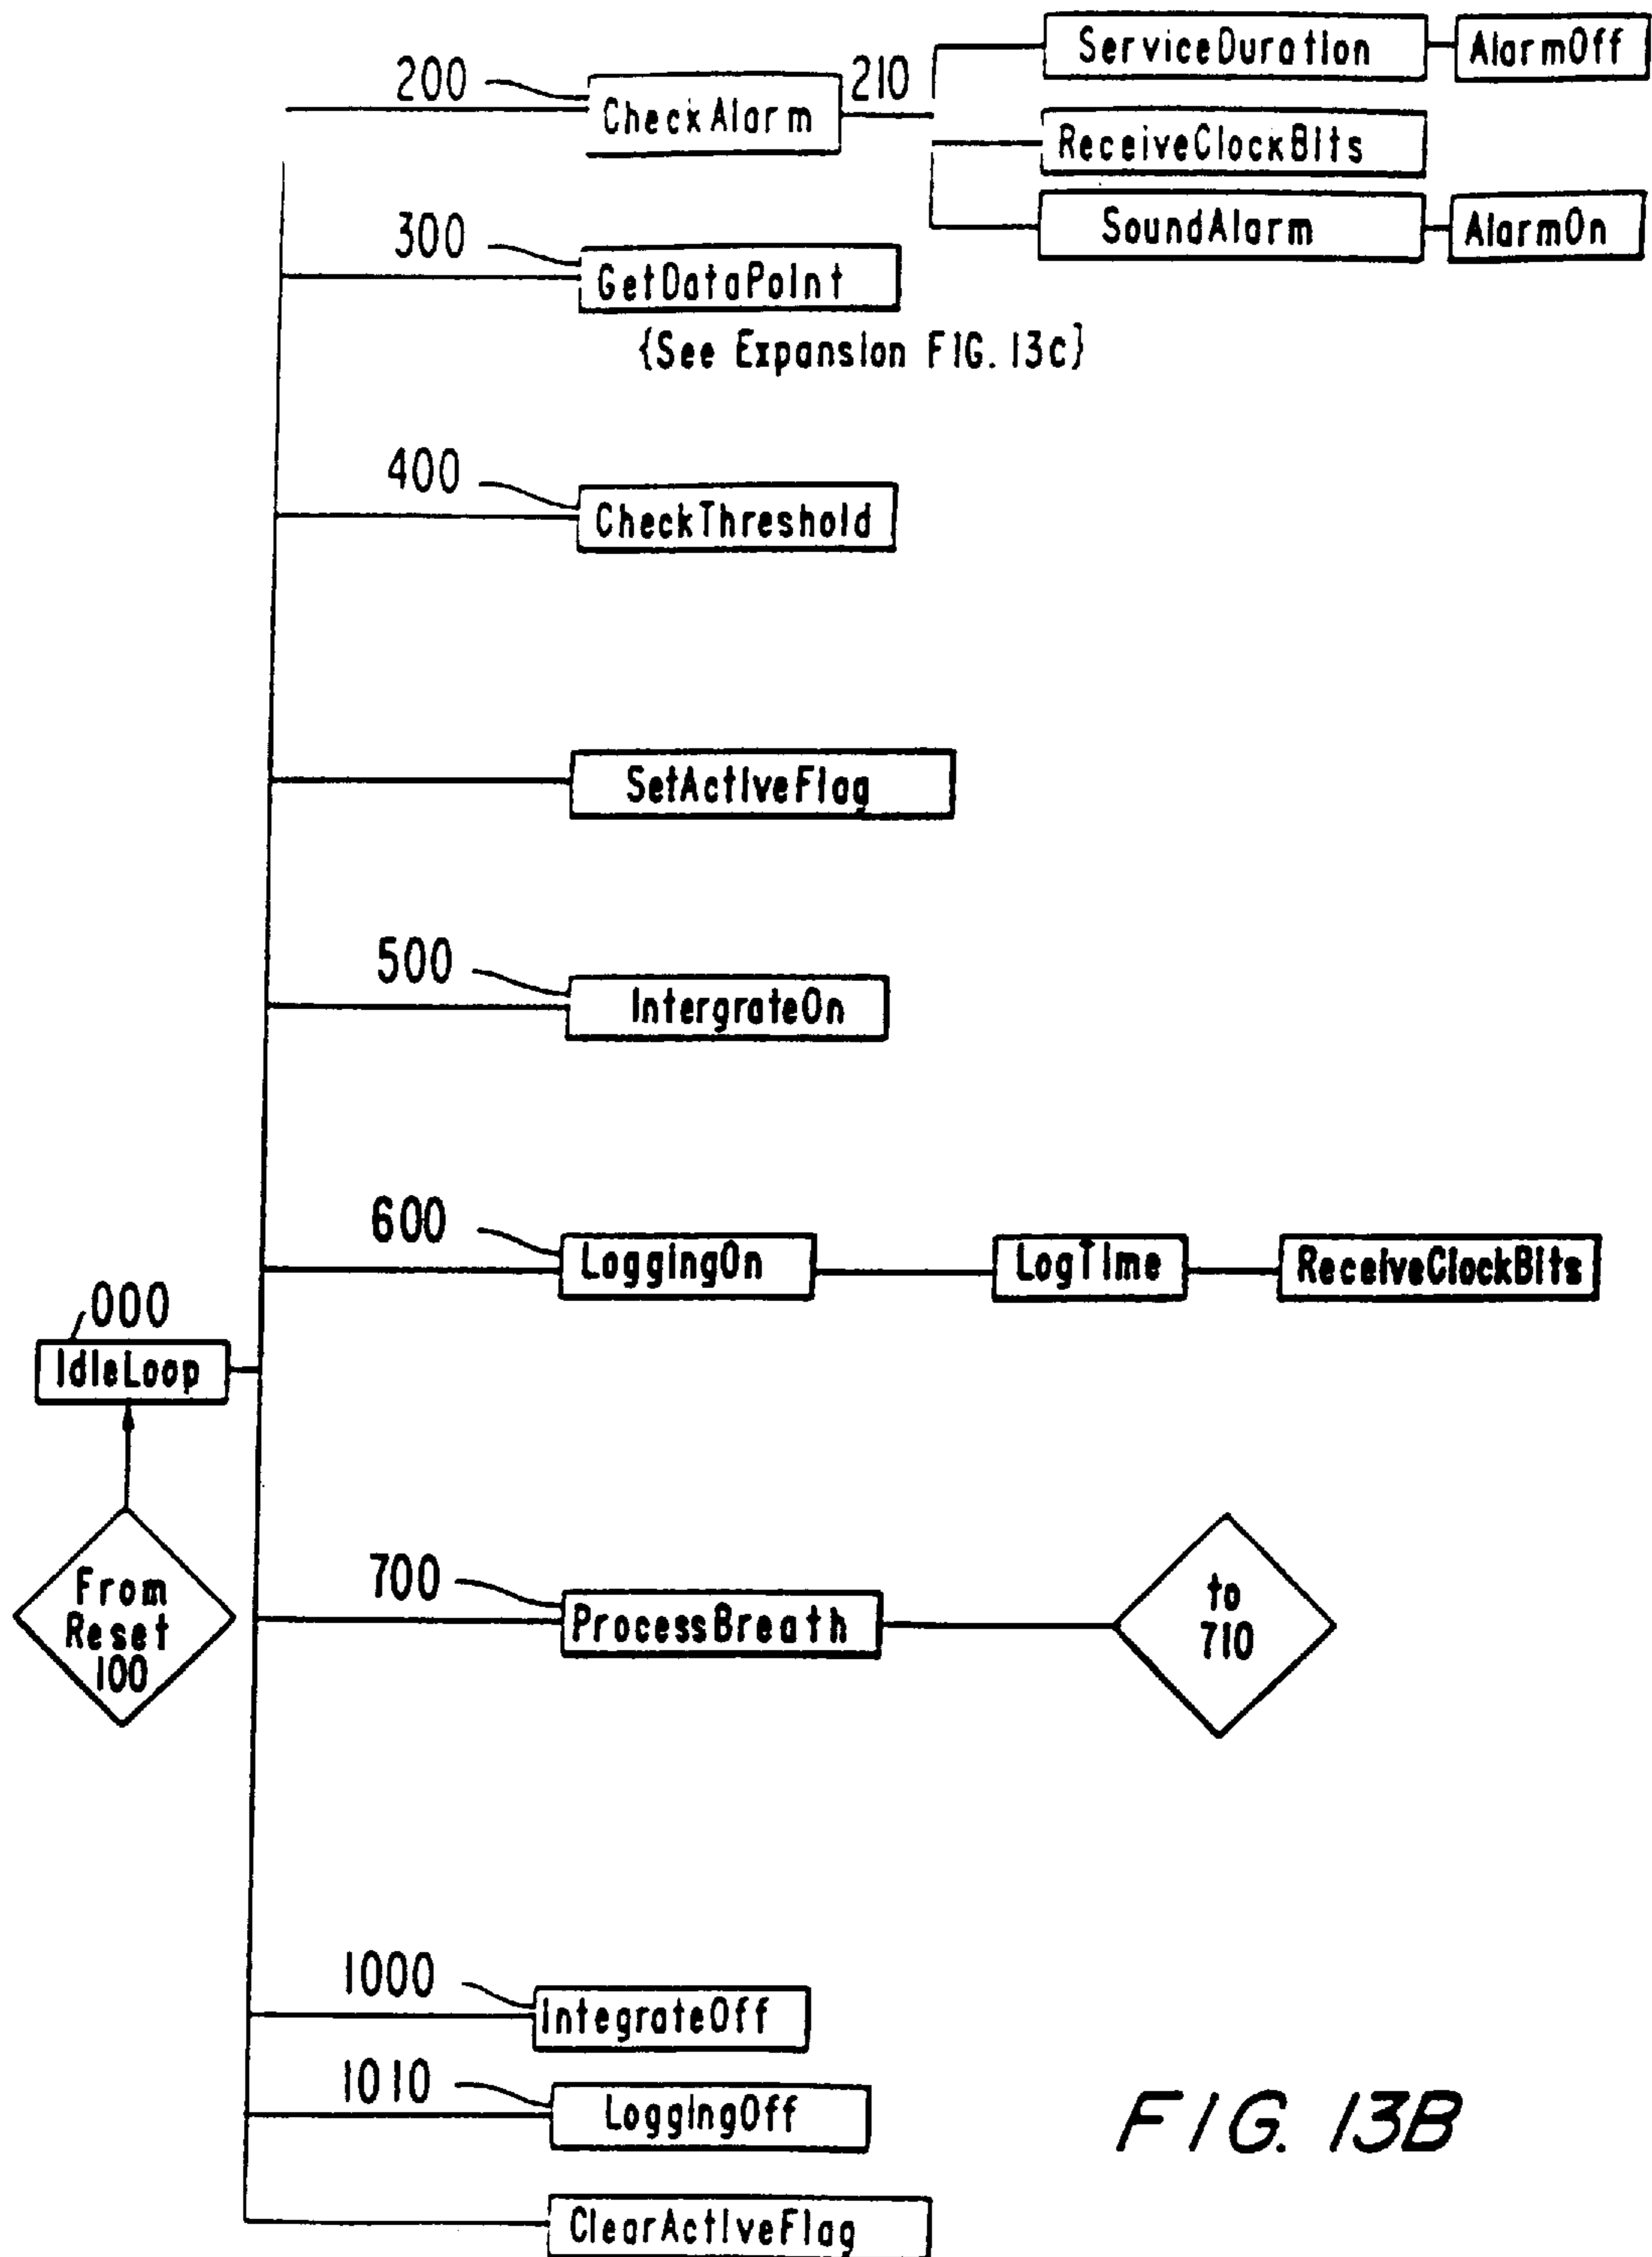 ServiceDuration
AlarmOff
200
CheckAlarm
210
ReceiveClockBits
SoundAlarm
AlarmOn
300
GetDataPoint
{See Expansion FIG. 13c}
400
CheckThreshold
SetActiveFlag
500
IntergrateOn
600
LoggingOn
LogTime
ReceiveClockBits
000
IdleLoop
From
Reset
100
700
ProcessBreath
to
710
1000
IntegrateOff
1010
LoggingOff
ClearActiveFlag
FIG. 13B